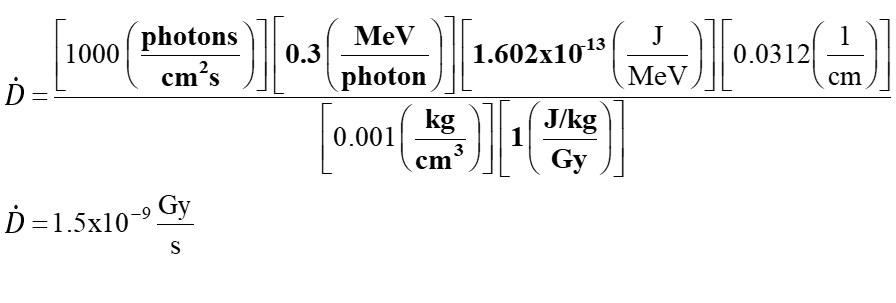 Ḋ = [1000 (photons/cm²s)][0.3 (MeV/photon)][1.602x10⁻¹³ (J/MeV)][0.0312 (1/cm)] / [0.001 (kg/cm³)][1 (J/kg/Gy)]
Ḋ = 1.5x10⁻⁹ Gy/s